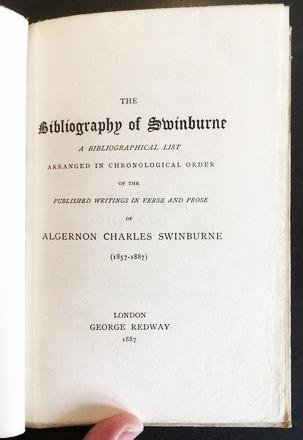 THE
Bibliography of Swinburne
A BIBLIOGRAPHICAL LIST
ARRANGED IN CHRONOLOGICAL ORDER
OF THE
PUBLISHED WRITINGS IN VERSE AND PROSE
OF
ALGERNON CHARLES SWINBURNE
(1857-1887)
LONDON
GEORGE REDWAY
1887